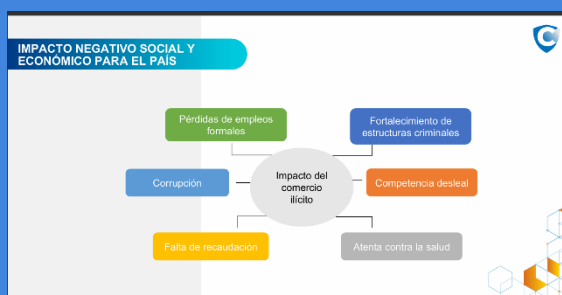 IMPACTO NEGATIVO SOCIAL Y
ECONÓMICO PARA EL PAÍS
Pérdidas de empleos
formales
Fortalecimiento de
estructuras criminales
Corrupción
Impacto del
comercio
ilícito
Competencia desleal
Falta de recaudación
Atenta contra la salud